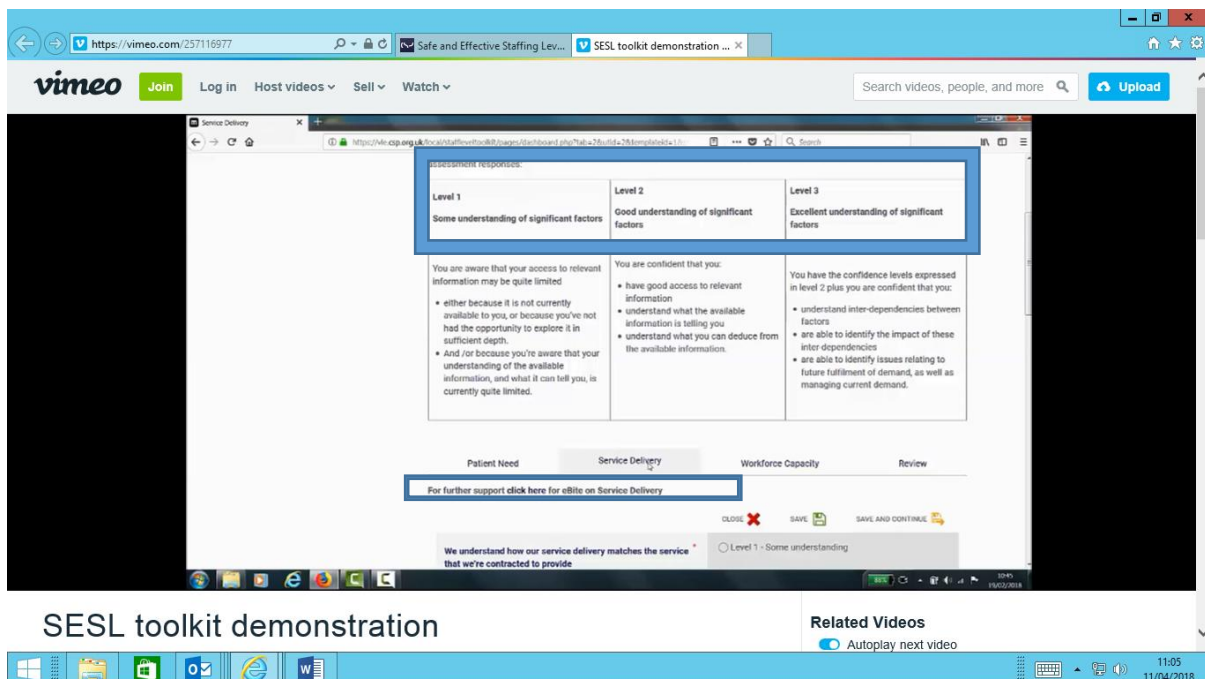 https://vimeo.com/257116977
Safe and Effective Staffing Lev...
SESL toolkit demonstration ...
vimeo Join Log in Host videos Sell Watch
Search videos, people, and more
Upload
Service Delivery
Search
assessment responses:
Level 1
Some understanding of significant factors
Level 2
Good understanding of significant
factors
Level 3
Excellent understanding of significant
factors
You are aware that your access to relevant
information may be quite limited
• either because it is not currently
available to you, or because you've not
had the opportunity to explore it in
sufficient depth.
• And /or because you're aware that your
understanding of the available
information, and what it can tell you, is
currently quite limited.
You are confident that you:
• have good access to relevant
information
• understand what the available
information is telling you
• understand what you can deduce from
the available information.
You have the confidence levels expressed
in level 2 plus you are confident that you:
• understand inter-dependencies between
factors
• are able to identify the impact of these
inter dependencies
• are able to identify issues relating to
future fulfilment of demand, as well as
managing current demand.
Patient Need Service Delivery Workforce Capacity Review
For further support click here for eBite on Service Delivery
CLOSE SAVE SAVE AND CONTINUE
We understand how our service delivery matches the service *
that we're contracted to provide
Level 1 - Some understanding
10:45
19/02/2018
SESL toolkit demonstration
Related Videos
Autoplay next video
11:05
11/04/2018